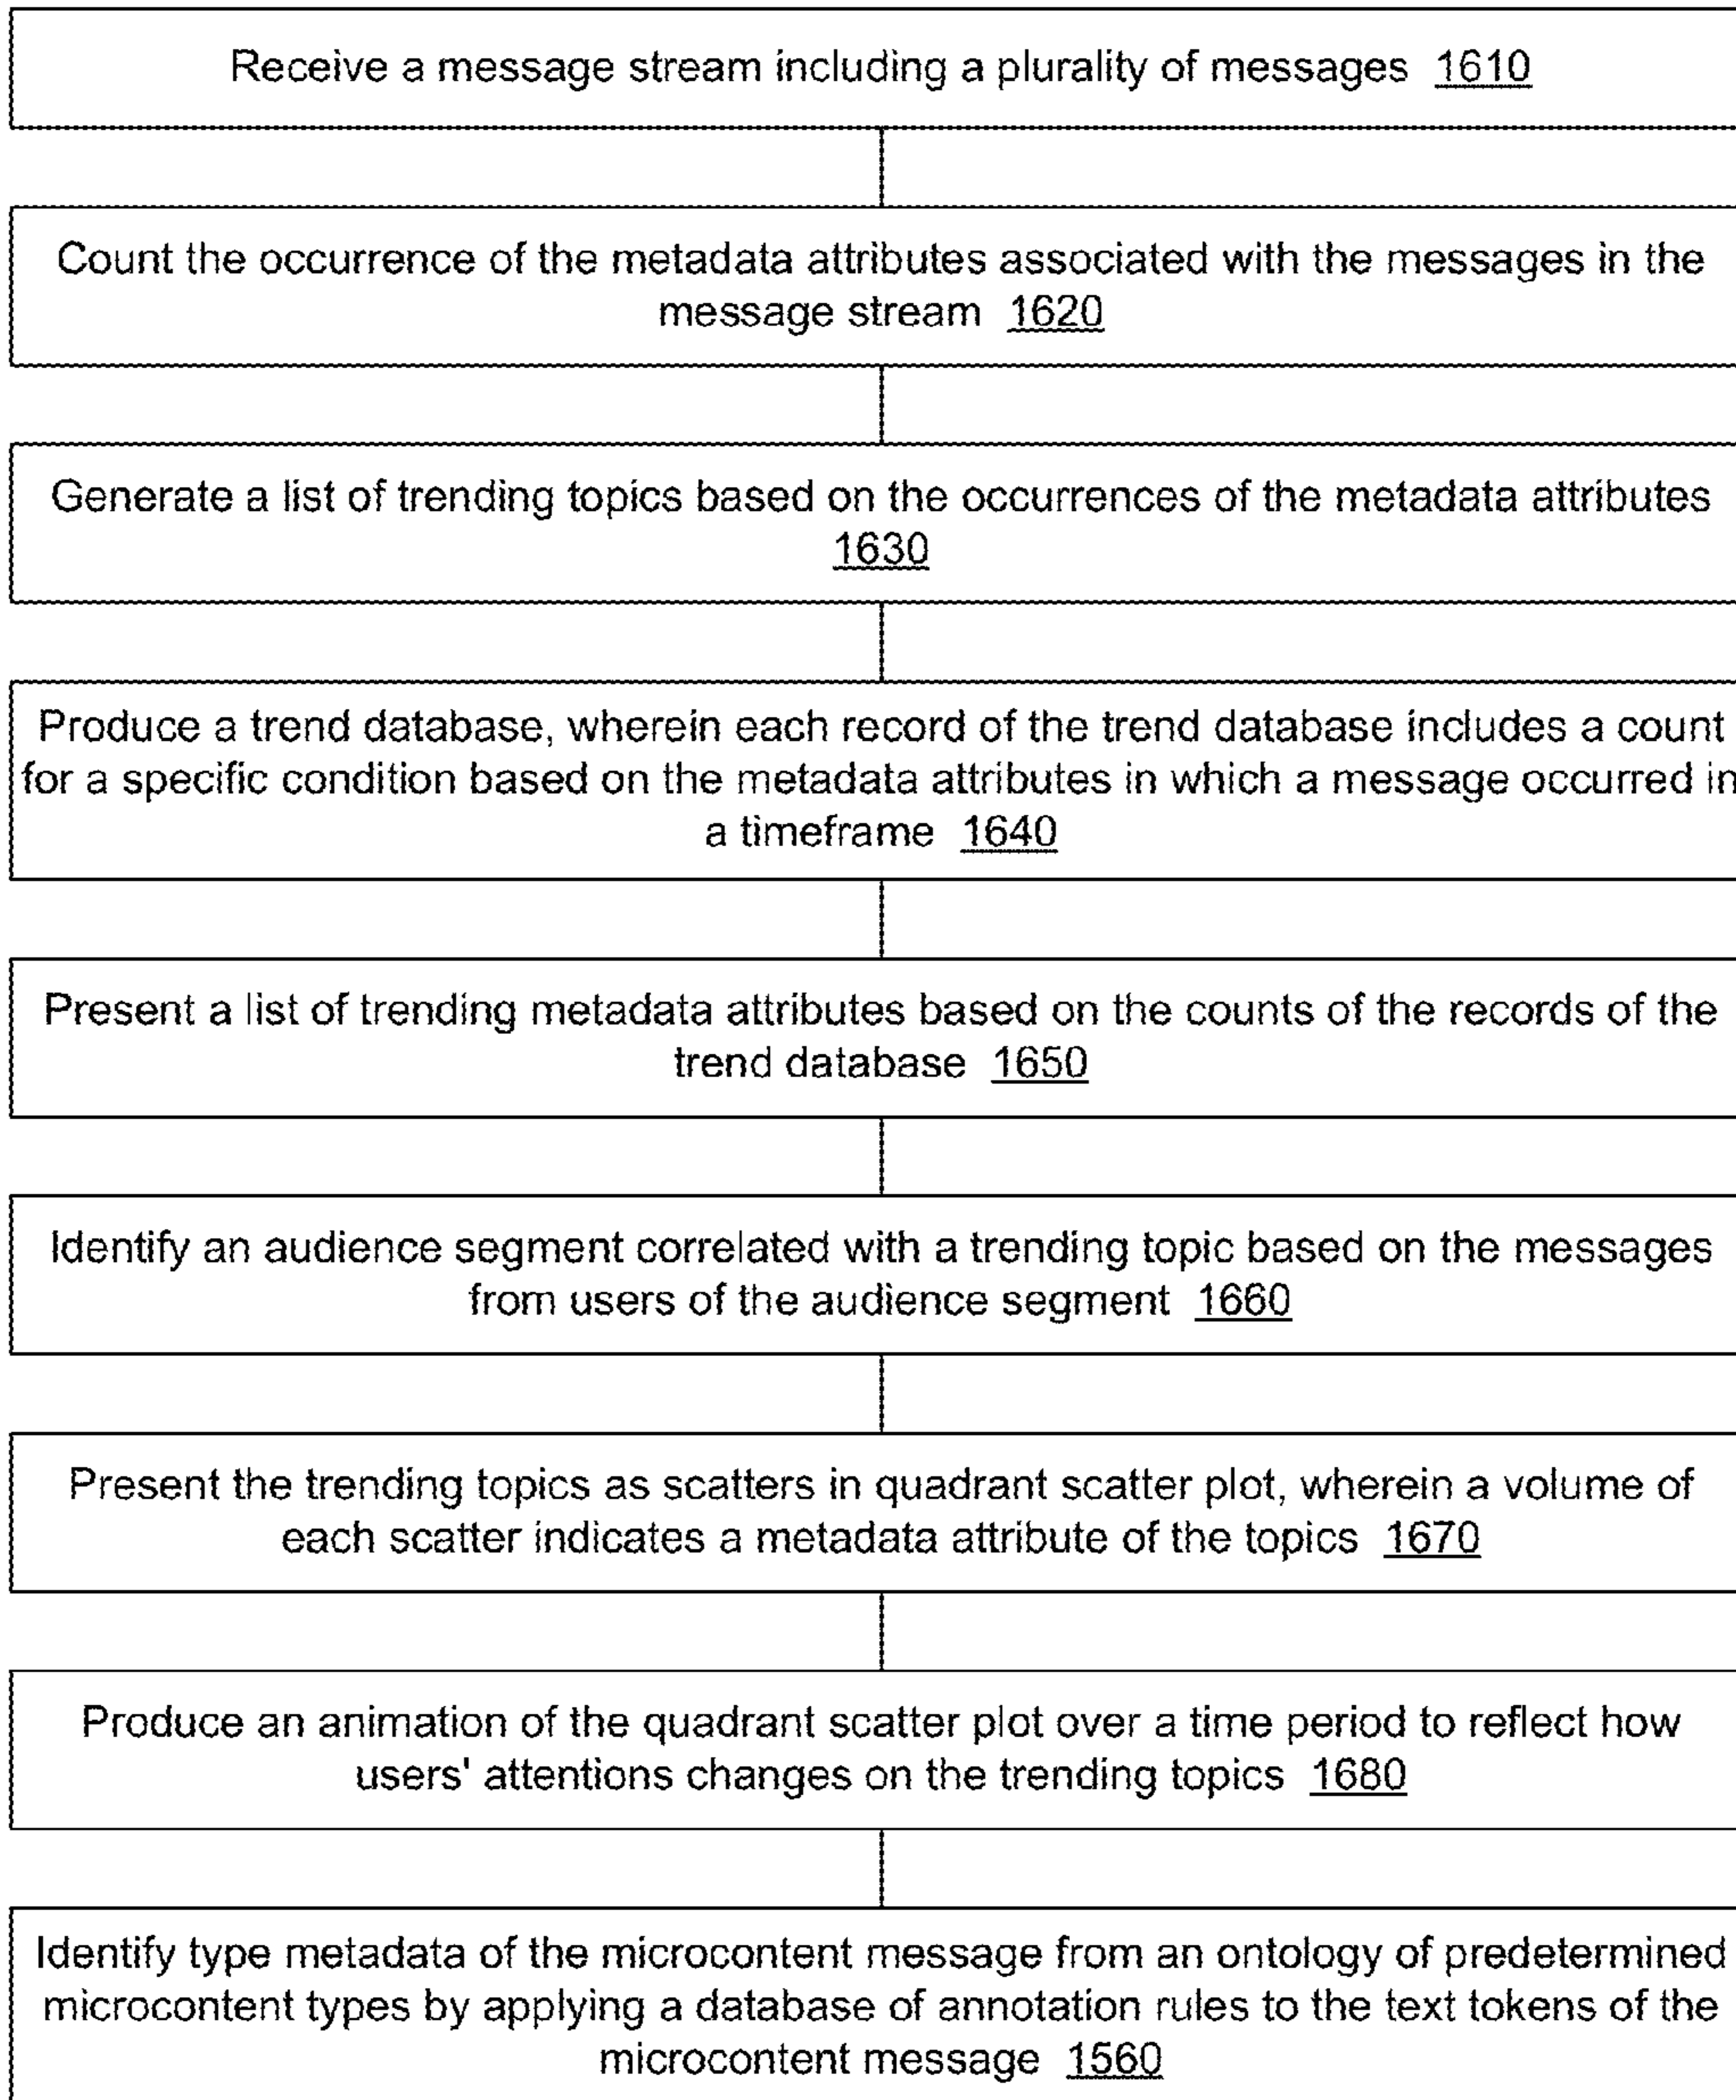 Receive a message stream including a plurality of messages 1610
Count the occurrence of the metadata attributes associated with the messages in the
message stream 1620
Generate a list of trending topics based on the occurrences of the metadata attributes
1630
Produce a trend database, wherein each record of the trend database includes a count
for a specific condition based on the metadata attributes in which a message occurred in
a timeframe 1640
Present a list of trending metadata attributes based on the counts of the records of the
trend database 1650
Identify an audience segment correlated with a trending topic based on the messages
from users of the audience segment 1660
Present the trending topics as scatters in quadrant scatter plot, wherein a volume of
each scatter indicates a metadata attribute of the topics 1670
Produce an animation of the quadrant scatter plot over a time period to reflect how
users' attentions changes on the trending topics 1680
Identify type metadata of the microcontent message from an ontology of predetermined
microcontent types by applying a database of annotation rules to the text tokens of the
microcontent message 1560